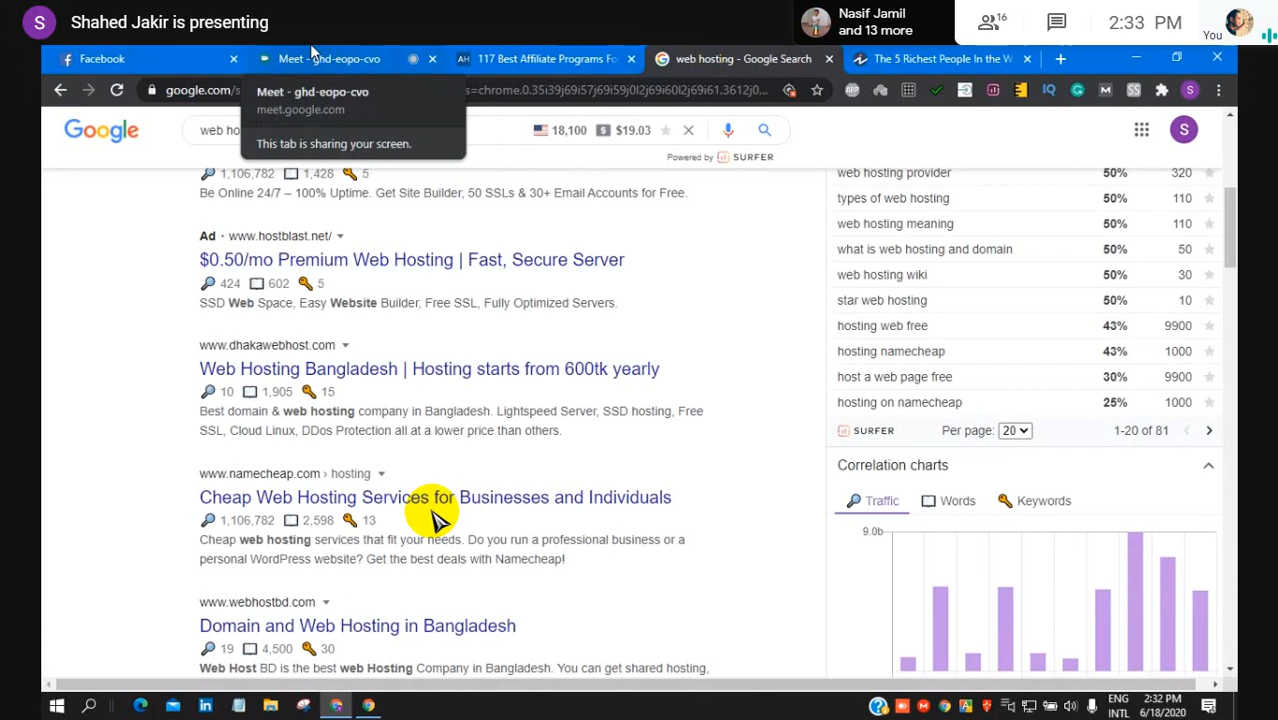 S Shahed Jakir is presenting
Nasif Jamil
and 13 more
16
2:33 PM
You
Facebook
Meet - ghd-eopo-cvo
AH 117 Best Affiliate Programs Fo
web hosting - Google Search
The 5 Richest People In the W
google.com/s
=chrome.0.35i39j69i57j69i59j0l2j69i60l2j69i61.3612j0...
S
Meet - ghd-eopo-cvo
meet.google.com
This tab is sharing your screen.
Google
web ho
18,100 $ $19.03
S
Powered by SURFER
1,106,782 1,428 5
Be Online 24/7 – 100% Uptime. Get Site Builder, 50 SSLs & 30+ Email Accounts for Free.
Ad · www.hostblast.net/
$0.50/mo Premium Web Hosting | Fast, Secure Server
424 602 5
SSD Web Space, Easy Website Builder, Free SSL, Fully Optimized Servers.
www.dhakawebhost.com
Web Hosting Bangladesh | Hosting starts from 600tk yearly
10 1,905 15
Best domain & web hosting company in Bangladesh. Lightspeed Server, SSD hosting, Free
SSL, Cloud Linux, DDos Protection all at a lower price than others.
www.namecheap.com › hosting
Cheap Web Hosting Services for Businesses and Individuals
1,106,782 2,598 13
Cheap web hosting services that fit your needs. Do you run a professional business or a
personal WordPress website? Get the best deals with Namecheap!
www.webhostbd.com
Domain and Web Hosting in Bangladesh
19 4,500 30
Web Host BD is the best web Hosting Company in Bangladesh. You can get shared hosting,
web hosting provider 50% 320
types of web hosting 50% 110
web hosting meaning 50% 110
what is web hosting and domain 50% 50
web hosting wiki 50% 30
star web hosting 50% 10
hosting web free 43% 9900
hosting namecheap 43% 1000
host a web page free 30% 9900
hosting on namecheap 25% 1000
SURFER Per page: 20 1-20 of 81
Correlation charts
Traffic Words Keywords
9.0b
ENG
INTL
2:32 PM
6/18/2020